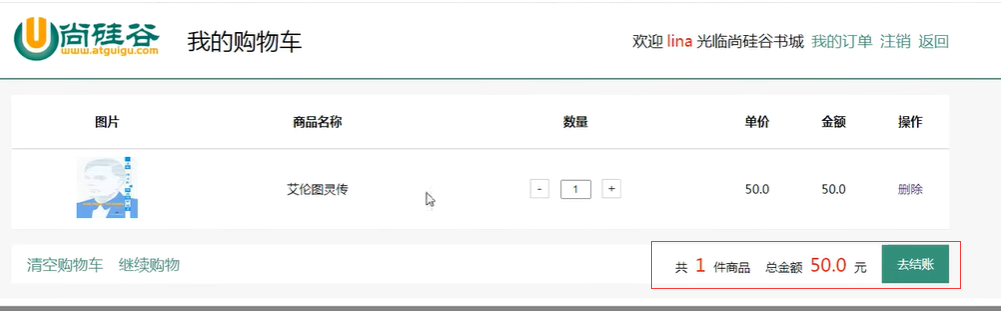 尚硅谷
www.atguigu.com
我的购物车
欢迎 lina 光临尚硅谷书城 我的订单 注销 返回
图片 商品名称 数量 单价 金额 操作
艾伦图灵传 - 1 + 50.0 50.0 删除
清空购物车 继续购物 共 1 件商品 总金额 50.0 元 去结账